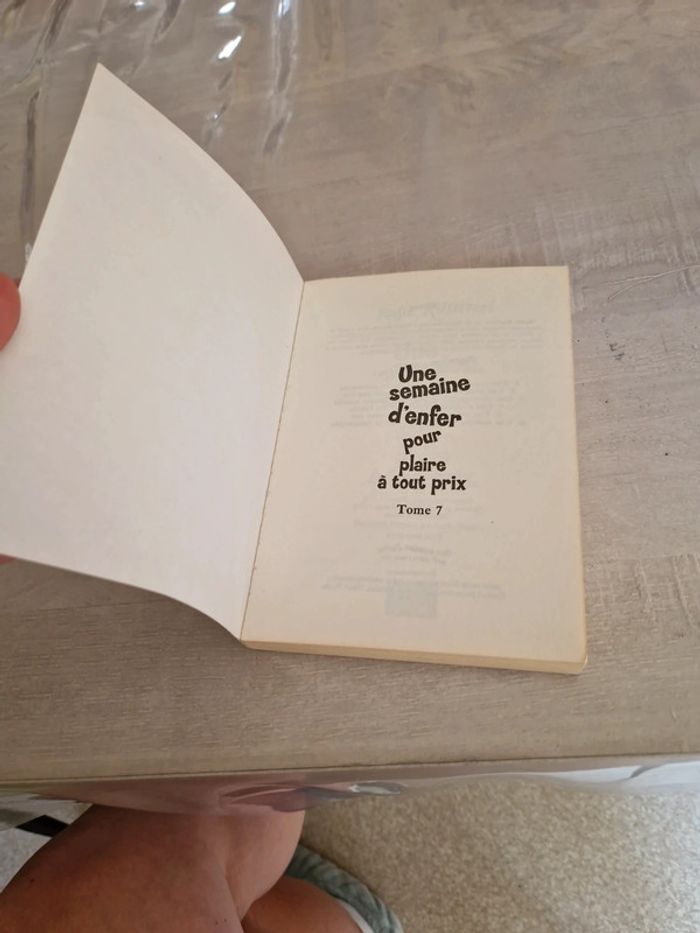 Une
semaine
d'enfer
pour
plaire
à tout prix
Tome 7